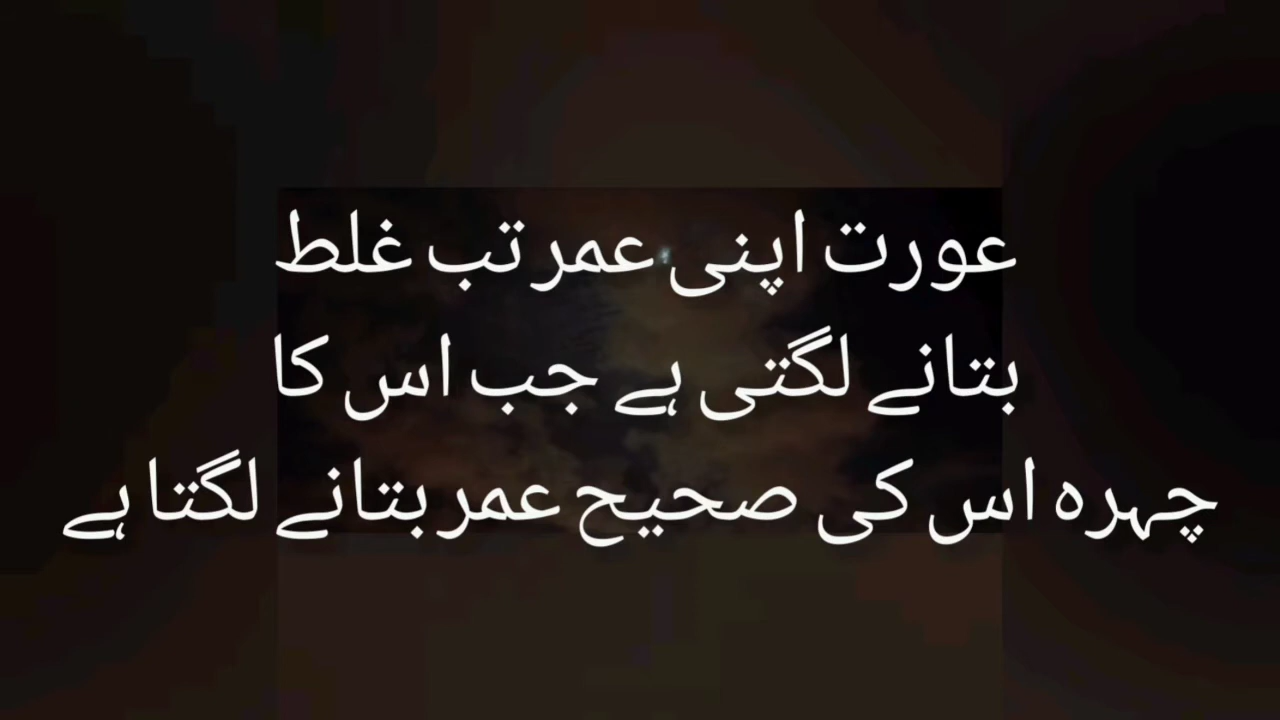 عورت اپنی عمر تب غلط
بتانے لگتی ہے جب اس کا
چہرہ اس کی صحیح عمر بتانے لگتا ہے